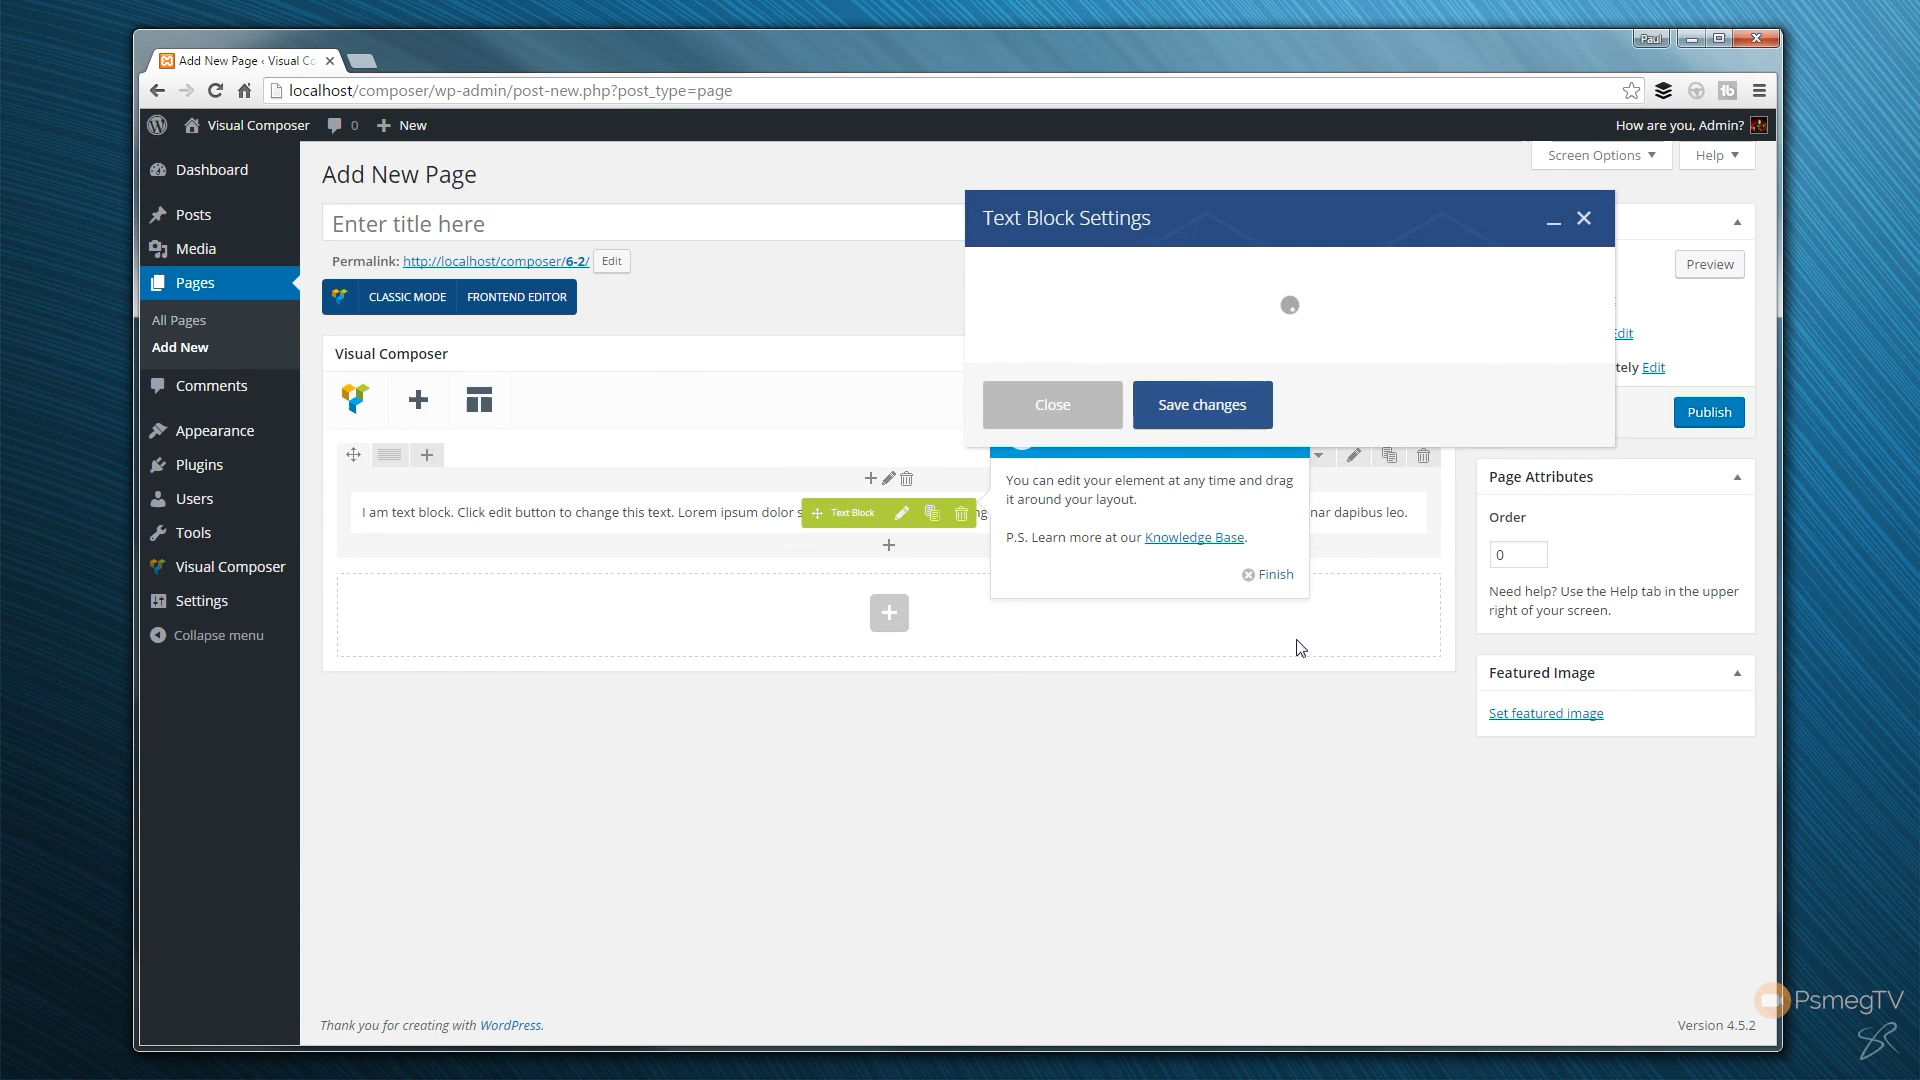 Paul
Add New Page ‹ Visual Co
localhost/composer/wp-admin/post-new.php?post_type=page
Visual Composer
0
New
How are you, Admin?
Screen Options
Help
Dashboard
Posts
Media
Pages
All Pages
Add New
Comments
Appearance
Plugins
Users
Tools
Visual Composer
Settings
Collapse menu
Add New Page
Enter title here
Permalink: http://localhost/composer/6-2/ Edit
CLASSIC MODE
FRONTEND EDITOR
Visual Composer
Text Block Settings
Close
Save changes
I am text block. Click edit button to change this text. Lorem ipsum dolor
Text Block
dapibus leo.
You can edit your element at any time and drag
it around your layout.
P.S. Learn more at our Knowledge Base.
Finish
Preview
Edit
Publish
Page Attributes
Order
0
Need help? Use the Help tab in the upper
right of your screen.
Featured Image
Set featured image
Thank you for creating with WordPress.
Version 4.5.2
PsmegTV